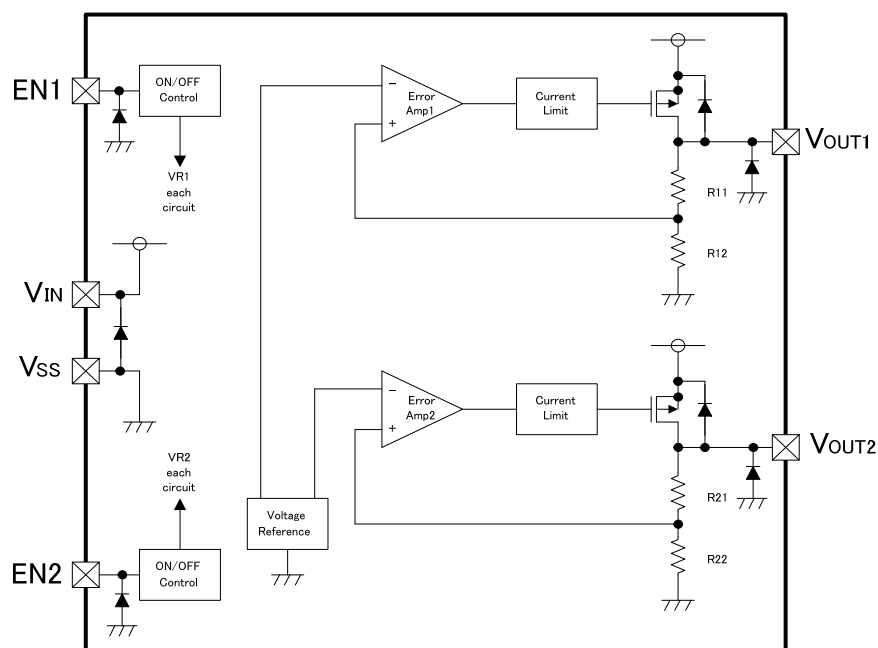 EN1
ON/OFF
Control
VR1
each
circuit
−
+
Error
Amp1
Current
Limit
VOUT1
R11
R12
VIN
VSS
−
+
Error
Amp2
Current
Limit
VOUT2
R21
R22
VR2
each
circuit
Voltage
Reference
EN2
ON/OFF
Control